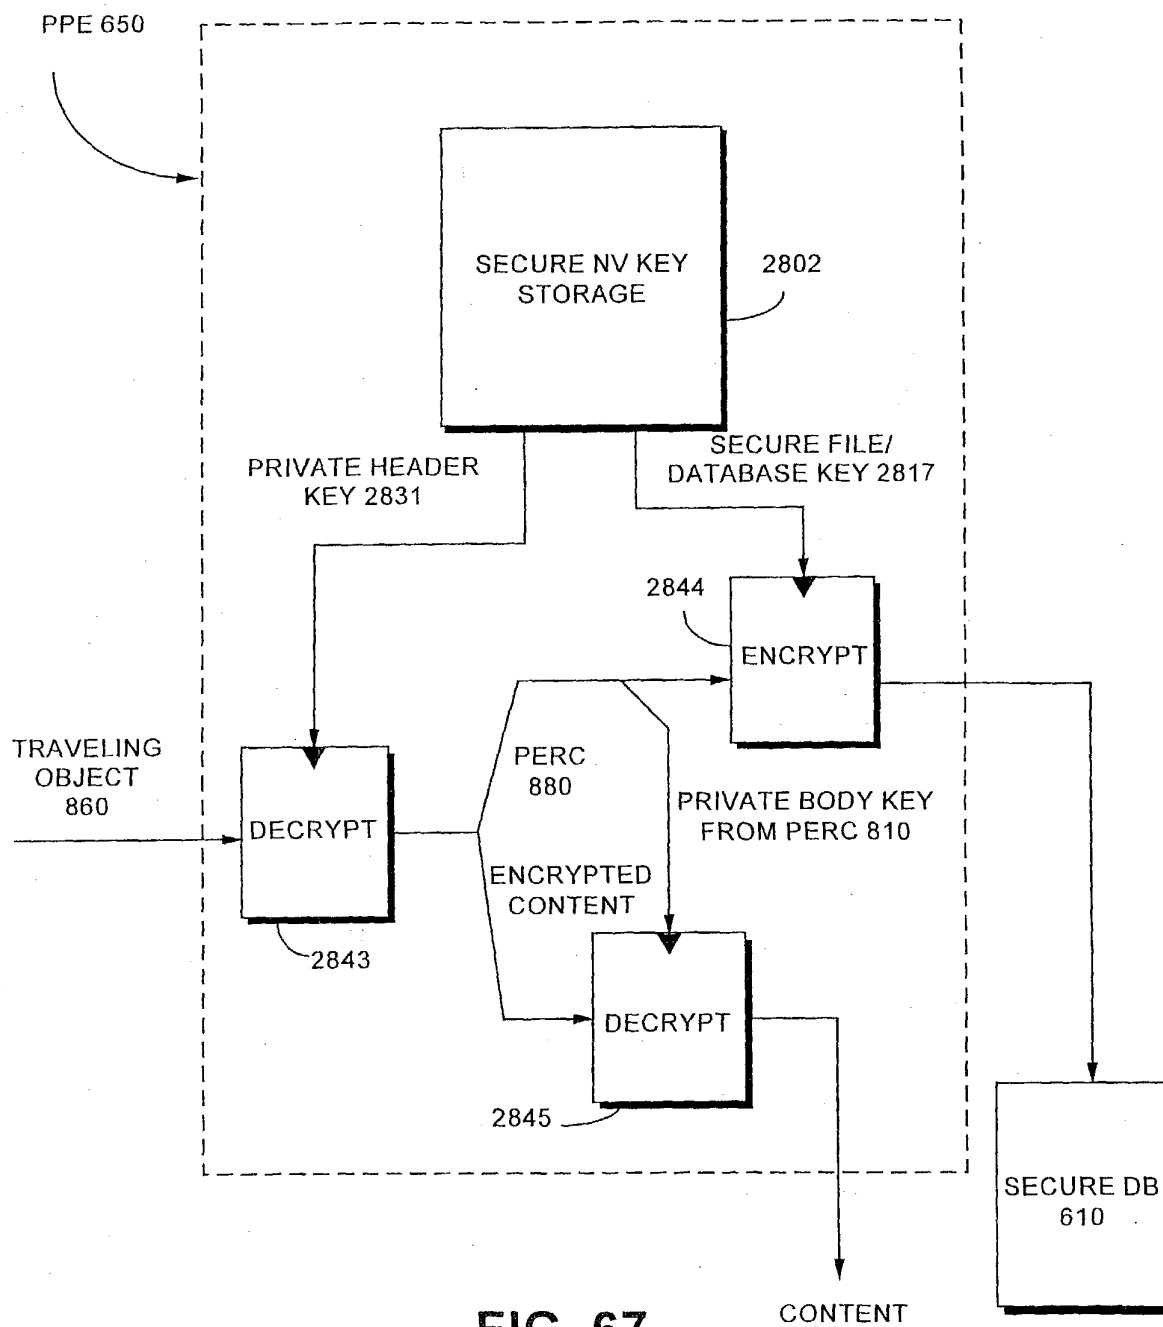 PPE 650
SECURE NV KEY
STORAGE
2802
PRIVATE HEADER
KEY 2831
SECURE FILE/
DATABASE KEY 2817
2844
ENCRYPT
TRAVELING
OBJECT
860
DECRYPT
PERC
880
PRIVATE BODY KEY
FROM PERC 810
ENCRYPTED
CONTENT
2843
DECRYPT
2845
SECURE DB
610
CONTENT
FIG. 67